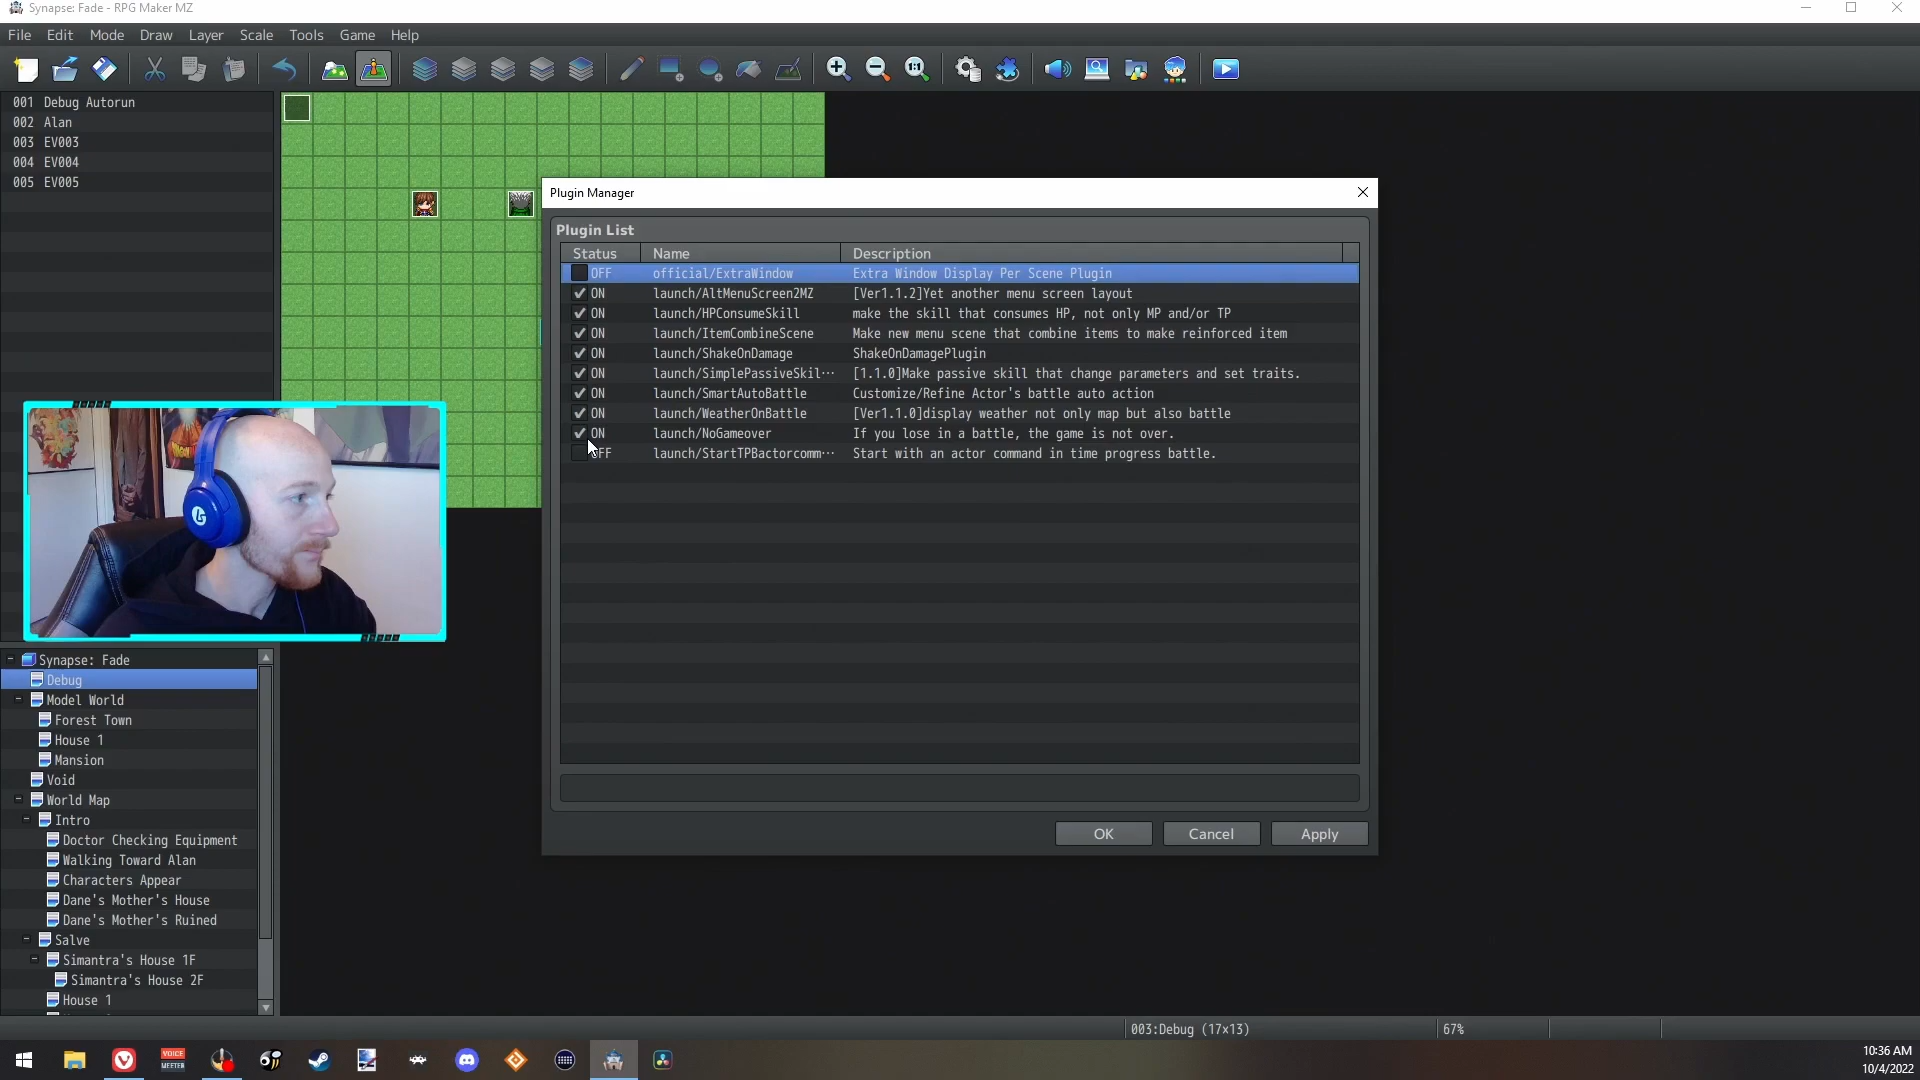 Synapse: Fade - RPG Maker MZ
File Edit Mode Draw Layer Scale Tools Game Help
1:1
001 Debug Autorun
002 Alan
003 EV003
004 EV004
005 EV005
Plugin Manager
Plugin List
Status Name Description
OFF official/ExtraWindow Extra Window Display Per Scene Plugin
ON launch/AltMenuScreen2MZ [Ver1.1.2]Yet another menu screen layout
ON launch/HPConsumeSkill make the skill that consumes HP, not only MP and/or TP
ON launch/ItemCombineScene Make new menu scene that combine items to make reinforced item
ON launch/ShakeOnDamage ShakeOnDamagePlugin
ON launch/SimplePassiveSkil··· [1.1.0]Make passive skill that change parameters and set traits.
ON launch/SmartAutoBattle Customize/Refine Actor's battle auto action
ON launch/WeatherOnBattle [Ver1.1.0]display weather not only map but also battle
ON launch/NoGameover If you lose in a battle, the game is not over.
OFF launch/StartTPBactorcomm··· Start with an actor command in time progress battle.
OK Cancel Apply
Synapse: Fade
Debug
Model World
Forest Town
House 1
Mansion
Void
World Map
Intro
Doctor Checking Equipment
Walking Toward Alan
Characters Appear
Dane's Mother's House
Dane's Mother's Ruined
Salve
Simantra's House 1F
Simantra's House 2F
House 1
003:Debug (17x13) 67%
VOICE
MEETER
10:36 AM
10/4/2022